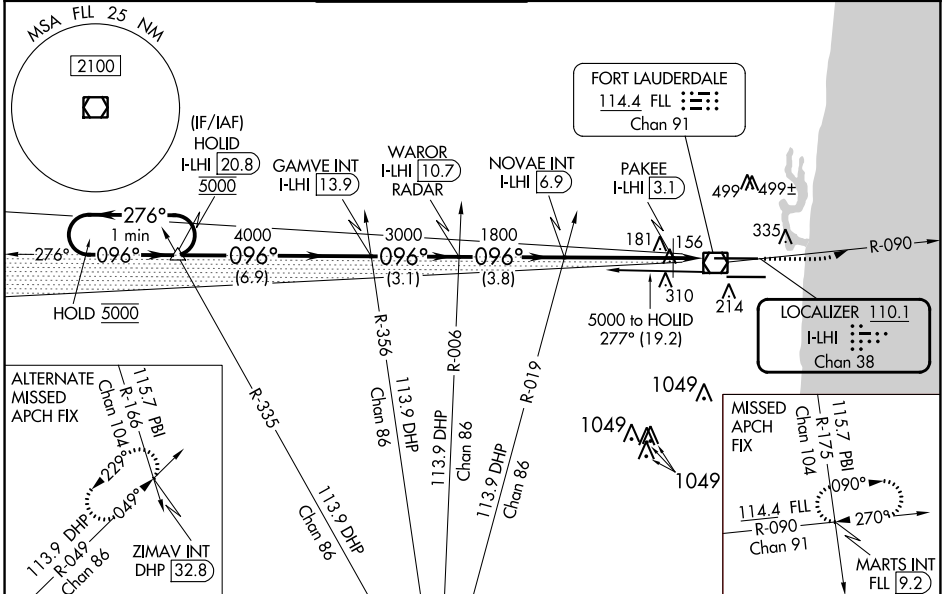 MSA FLL 25 NM
2100
(IF/IAF)
HOLID
I-LHI 20.8
5000
GAMVE INT
I-LHI 13.9
WAROR
I-LHI 10.7
RADAR
NOVAE INT
I-LHI 6.9
FORT LAUDERDALE
114.4 FLL
Chan 91
PAKEE
I-LHI 3.1
499
499±
335
181
156
R-090
276°
1 min
276°
096°
4000
096°
(6.9)
3000
096°
(3.1)
1800
096°
(3.8)
310
214
HOLD 5000
5000 to HOLID
277° (19.2)
LOCALIZER 110.1
I-LHI
Chan 38
R-335
113.9 DHP
Chan 86
R-356
113.9 DHP
Chan 86
R-006
113.9 DHP
Chan 86
R-019
113.9 DHP
Chan 86
1049
1049
1049
ALTERNATE
MISSED
APCH FIX
115.7 PBI
R-166
Chan 104
229°
049°
113.9 DHP
R-049
Chan 86
ZIMAV INT
DHP 32.8
MISSED
APCH
FIX
115.7 PBI
R-175
Chan 104
090°
270°
114.4 FLL
R-090
Chan 91
MARTS INT
FLL 9.2